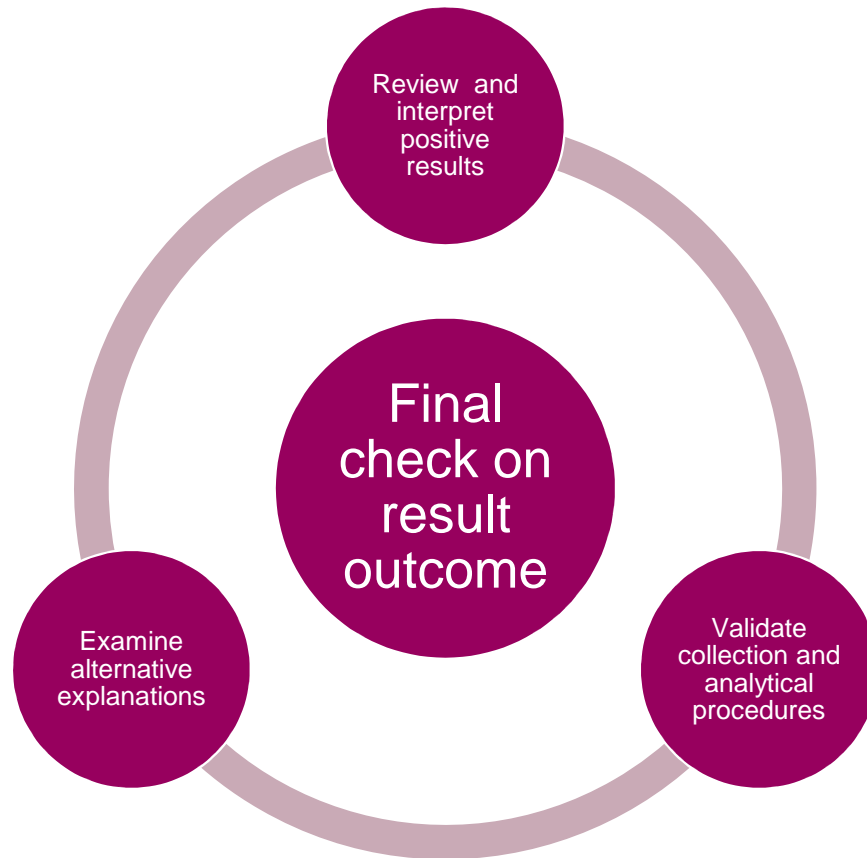 Review and
interpret
positive
results
Final
check on
result
outcome
Examine
alternative
explanations
Validate
collection and
analytical
procedures